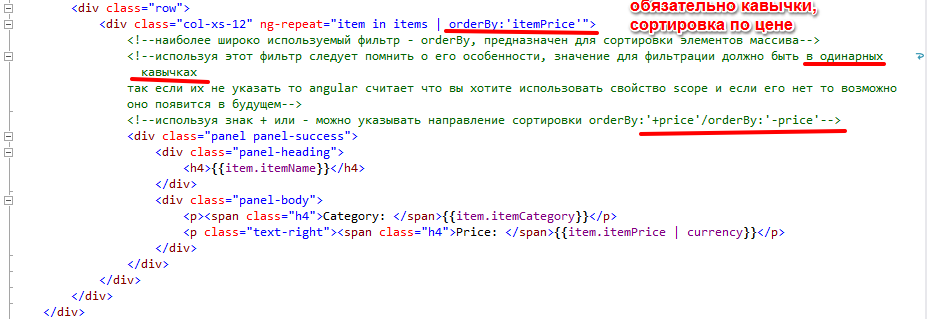 <div class="row">
обязательно кавычки,
сортировка по цене
<div class="col-xs-12" ng-repeat="item in items | orderBy:'itemPrice'">
<!--наиболее широко используемый фильтр - orderBy, предназначен для сортировки элементов массива-->
<!--используя этот фильтр следует помнить о его особенности, значение для фильтрации должно быть в одинарных
кавычках
так если их не указать то angular считает что вы хотите использовать свойство scope и если его нет то возможно
оно появится в будущем-->
<!--используя знак + или - можно указывать направление сортировки orderBy:'+price'/orderBy:'-price'-->
<div class="panel panel-success">
<div class="panel-heading">
<h4>{{item.itemName}}</h4>
</div>
<div class="panel-body">
<p><span class="h4">Category: </span>{{item.itemCategory}}</p>
<p class="text-right"><span class="h4">Price: </span>{{item.itemPrice | currency}}</p>
</div>
</div>
</div>
</div>
</div>